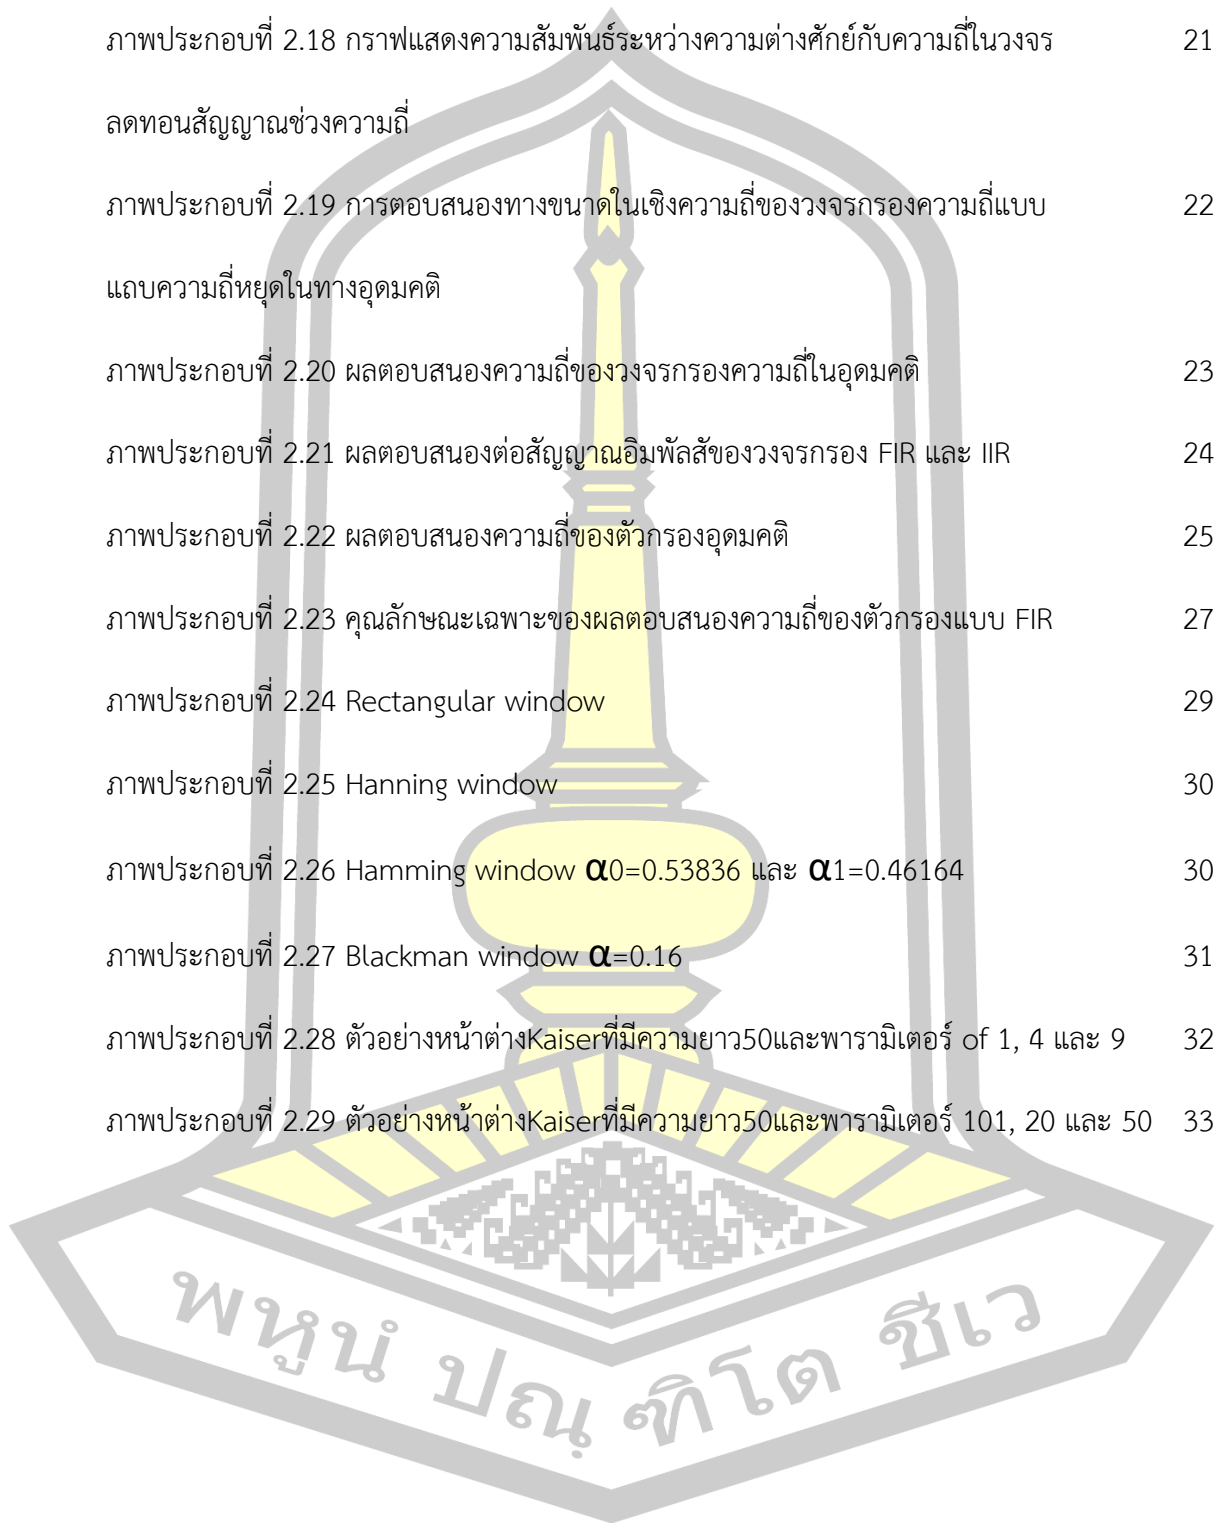 ภาพประกอบที่ 2.18 กราฟแสดงความสัมพันธ์ระหว่างความต่างศักย์กับความถี่ในวงจร 21
ลดทอนสัญญาณช่วงความถี่
ภาพประกอบที่ 2.19 การตอบสนองทางขนาดในเชิงความถี่ของวงจรกรองความถี่แบบ 22
แถบความถี่หยุดในทางอุดมคติ
ภาพประกอบที่ 2.20 ผลตอบสนองความถี่ของวงจรกรองความถี่ในอุดมคติ 23
ภาพประกอบที่ 2.21 ผลตอบสนองต่อสัญญาณอิมพัลสัของวงจรกรอง FIR และ IIR 24
ภาพประกอบที่ 2.22 ผลตอบสนองความถี่ของตัวกรองอุดมคติ 25
ภาพประกอบที่ 2.23 คุณลักษณะเฉพาะของผลตอบสนองความถี่ของตัวกรองแบบ FIR 27
ภาพประกอบที่ 2.24 Rectangular window 29
ภาพประกอบที่ 2.25 Hanning window 30
ภาพประกอบที่ 2.26 Hamming window α0=0.53836 และ α1=0.46164 30
ภาพประกอบที่ 2.27 Blackman window α=0.16 31
ภาพประกอบที่ 2.28 ตัวอย่างหน้าต่างKaiserที่มีความยาว50และพารามิเตอร์ of 1, 4 และ 9 32
ภาพประกอบที่ 2.29 ตัวอย่างหน้าต่างKaiserที่มีความยาว50และพารามิเตอร์ 101, 20 และ 50 33
พหูนํ ปณฺ ฑิโต ชีเว